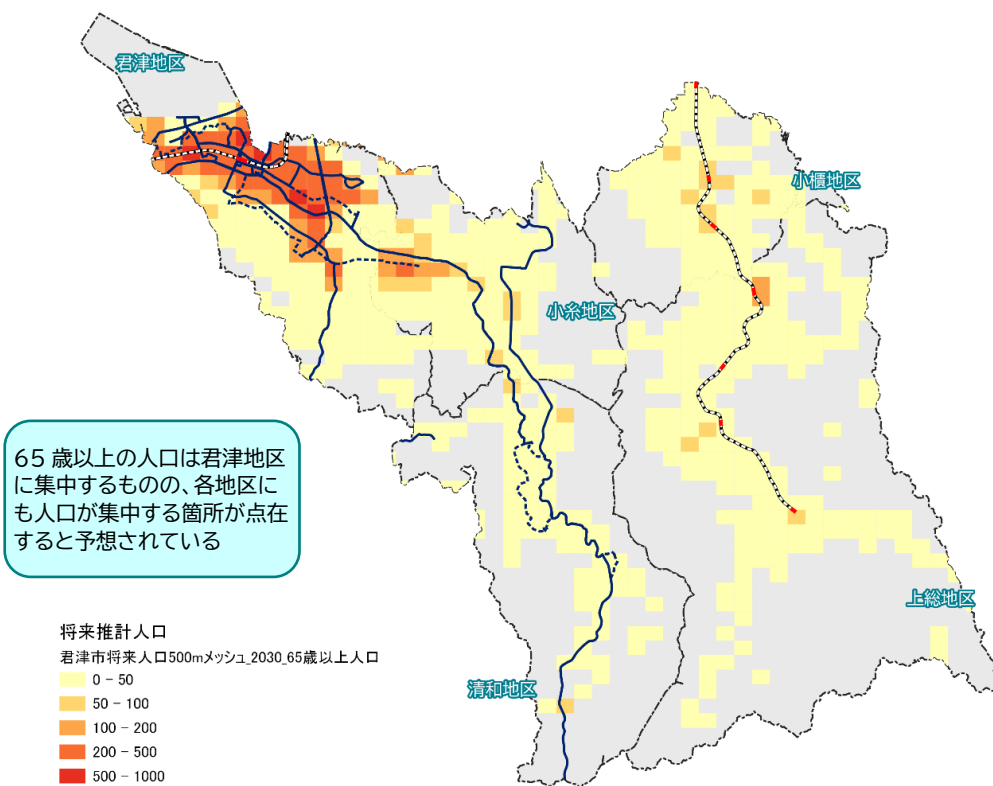 君津地区
小櫃地区
小糸地区
65 歳以上の人口は君津地区
に集中するものの、各地区に
も人口が集中する箇所が点在
すると予想されている
上総地区
清和地区
将来推計人口
君津市将来人口500mメッシュ_2030_65歳以上人口
0 - 50
50 - 100
100 - 200
200 - 500
500 - 1000